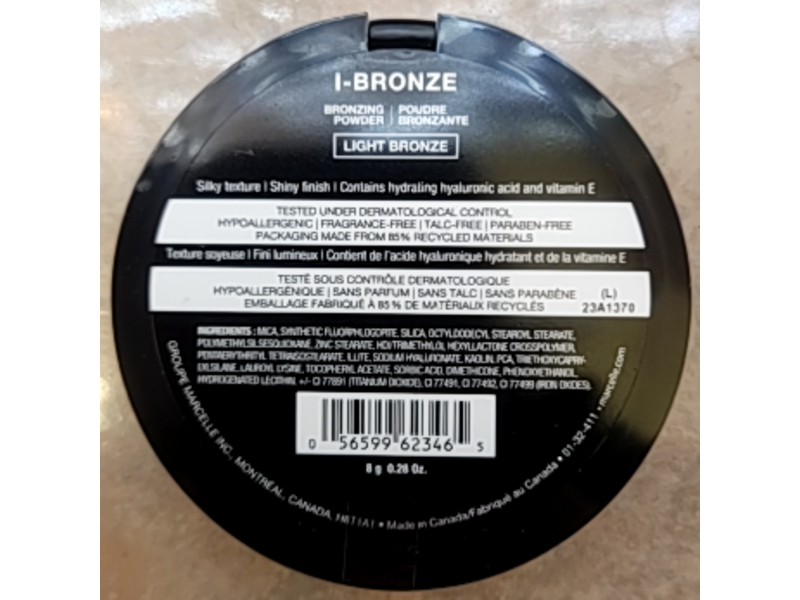 I-BRONZE
BRONZING | POUDRE
POWDER | BRONZANTE
LIGHT BRONZE
Silky texture | Shiny finish | Contains hydrating hyaluronic acid and vitamin E
TESTED UNDER DERMATOLOGICAL CONTROL
HYPOALLERGENIC | FRAGRANCE-FREE | TALC-FREE | PARABEN-FREE
PACKAGING MADE FROM 85% RECYCLED MATERIALS
Texture soyeuse | Fini lumineux | Contient de l'acide hyaluronique hydratant et de la vitamine E
TESTÉ SOUS CONTRÔLE DERMATOLOGIQUE
HYPOALLERGÉNIQUE | SANS PARFUM | SANS TALC | SANS PARABÈNE (L)
EMBALLAGE FABRIQUÉ À 85 % DE MATÉRIAUX RECYCLÉS 23A1370
INGREDIENTS : MICA, SYNTHETIC FLUORPHLOGOPITE, SILICA, OCTYLDODECYL STEAROYL STEARATE,
POLYMETHYLSILSESQUIOXANE, ZINC STEARATE, HDI/TRIMETHYLOL HEXYLLACTONE CROSSPOLYMER,
PENTAERYTHRITYL TETRAISOSTEARATE, SODIUM HYALURONATE, KAOLIN, PCA, TRIETHOXYCAPRY-
LYLSILANE, LAUROYL LYSINE, TOCOPHERYL ACETATE, SORBIC ACID, DIMETHICONE, PHENOXYETHANOL,
HYDROGENATED LECITHIN. +/- CI 77891 (TITANIUM DIOXIDE), CI 77491, CI 77492, CI 77499 (IRON OXIDES).
0 56599 62346 5
8 g 0.28 Oz.
GROUPE MARCELLE INC., MONTRÉAL, CANADA, • Made in Canada/Fabriqué au Canada • 01-32-411 • marcelle.com